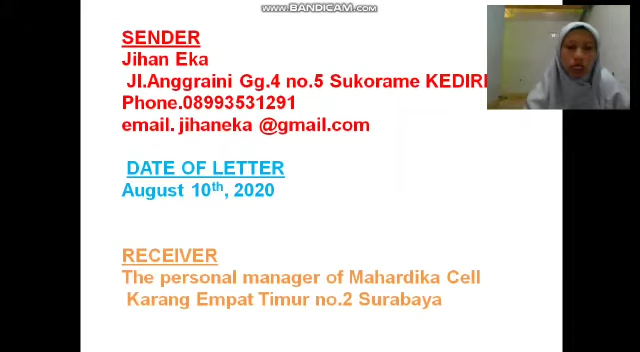 www.BANDICAM.com
SENDER
Jihan Eka
Jl.Anggraini Gg.4 no.5 Sukorame KEDIRI
Phone.08993531291
email. jihaneka @gmail.com
DATE OF LETTER
August 10th, 2020
RECEIVER
The personal manager of Mahardika Cell
Karang Empat Timur no.2 Surabaya